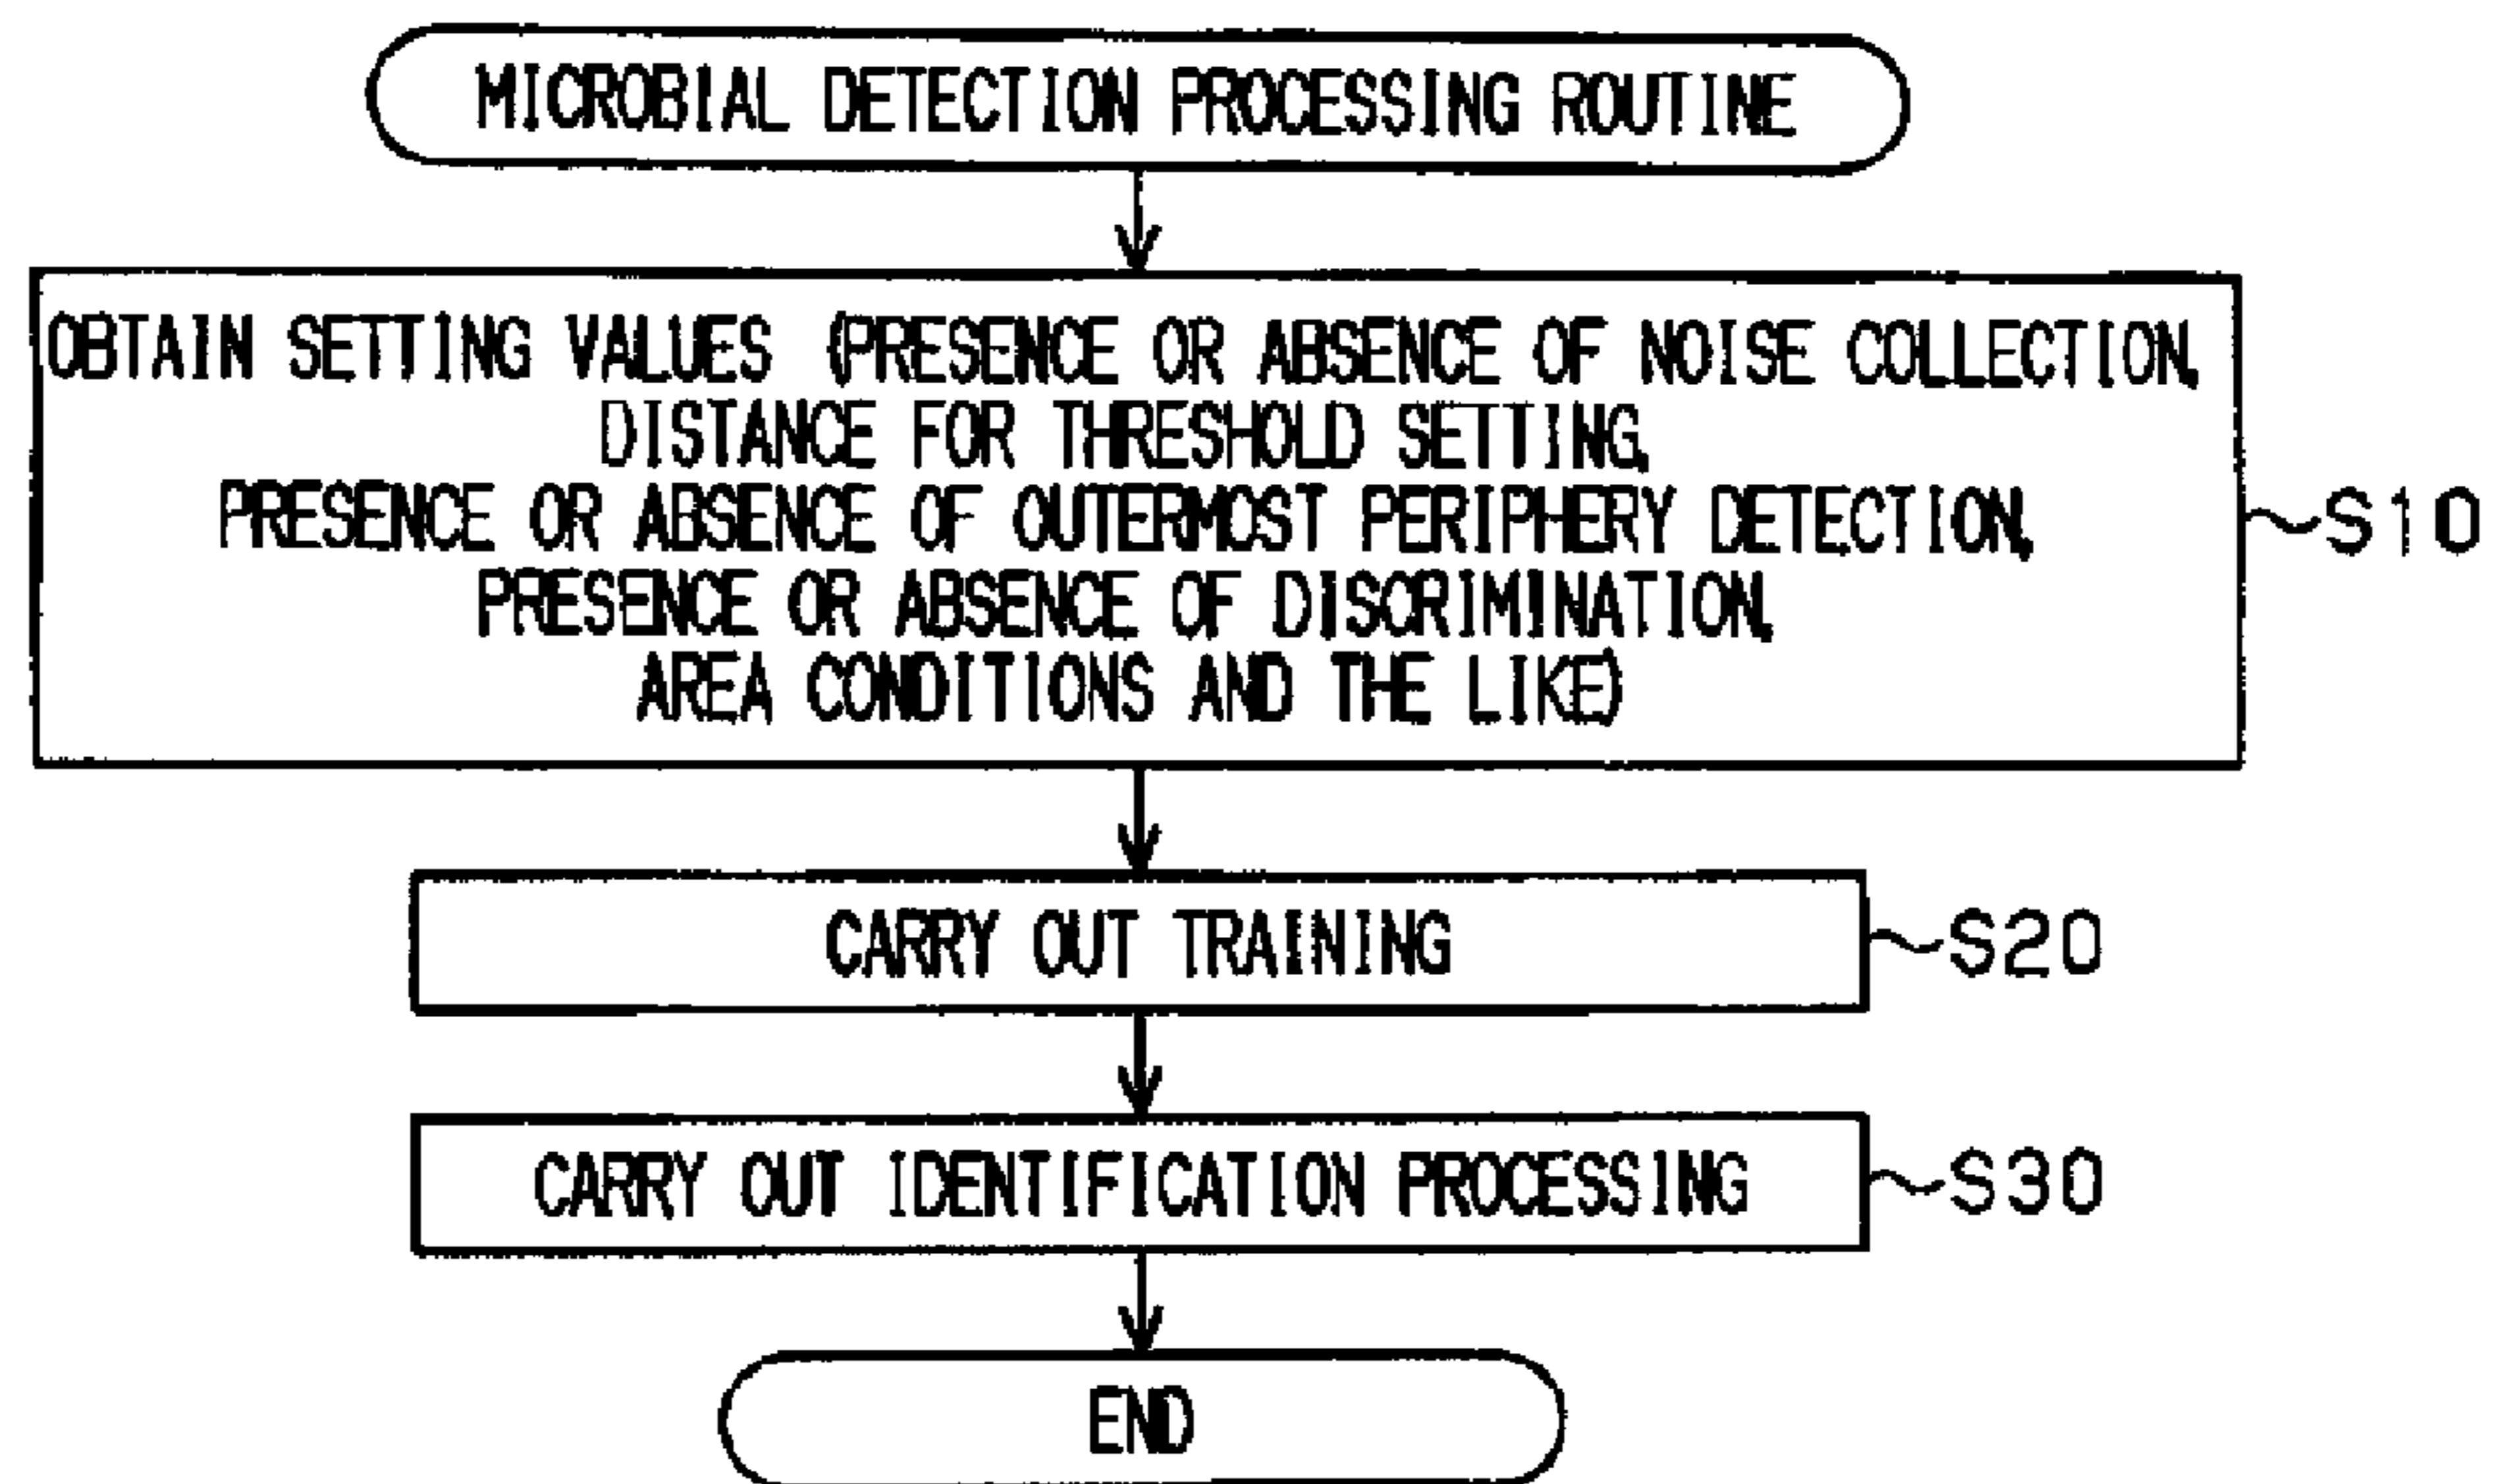 MICROBIAL DETECTION PROCESSING ROUTINE
OBTAIN SETTING VALUES (PRESENCE OR ABSENCE OF NOISE COLLECTION,
DISTANCE FOR THRESHOLD SETTING,
PRESENCE OR ABSENCE OF OUTERMOST PERIPHERY DETECTION,
PRESENCE OR ABSENCE OF DISCRIMINATION,
AREA CONDITIONS AND THE LIKE)
~S10
CARRY OUT TRAINING
~S20
CARRY OUT IDENTIFICATION PROCESSING
~S30
END